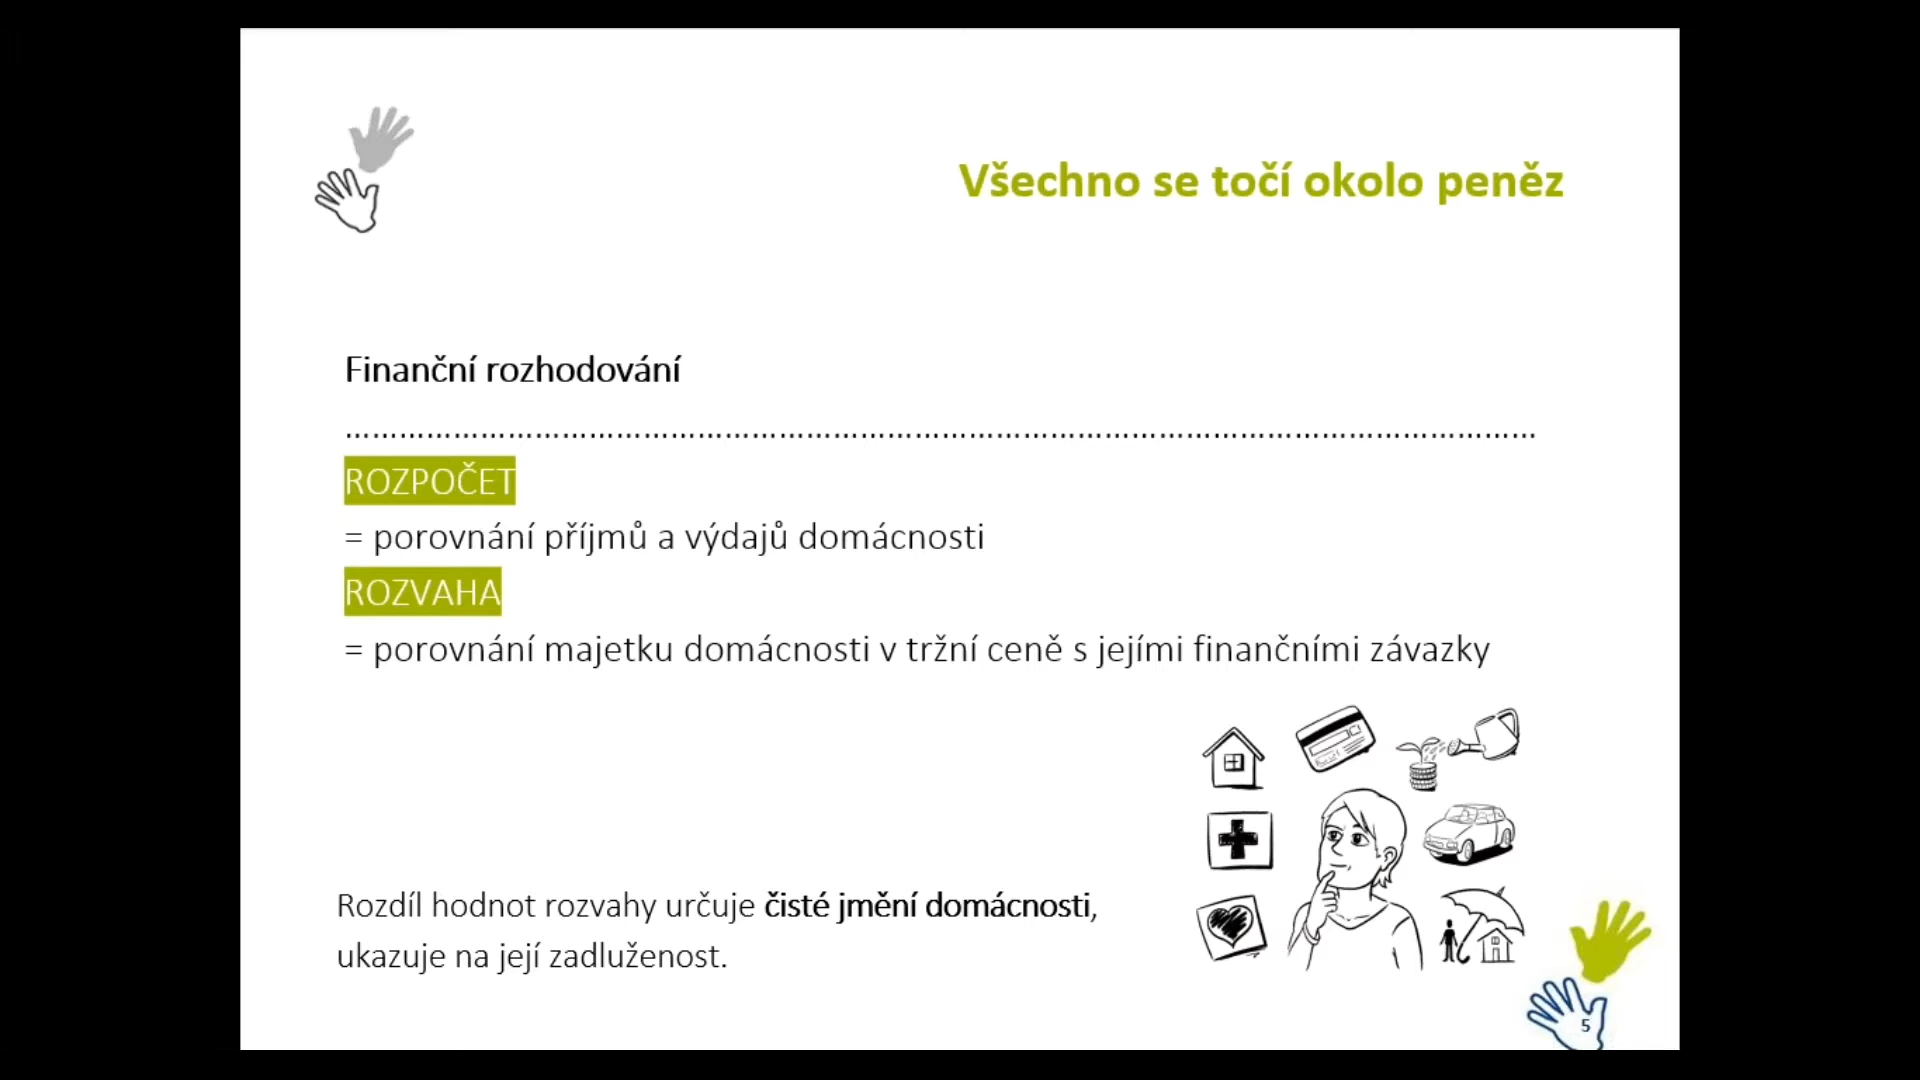 Všechno se točí okolo peněz
Finanční rozhodování
………………………………………………………………………………………………………………………
ROZPOČET
= porovnání příjmů a výdajů domácnosti
ROZVAHA
= porovnání majetku domácnosti v tržní ceně s jejími finančními závazky
Rozdíl hodnot rozvahy určuje čisté jmění domácnosti,
ukazuje na její zadluženost.
5